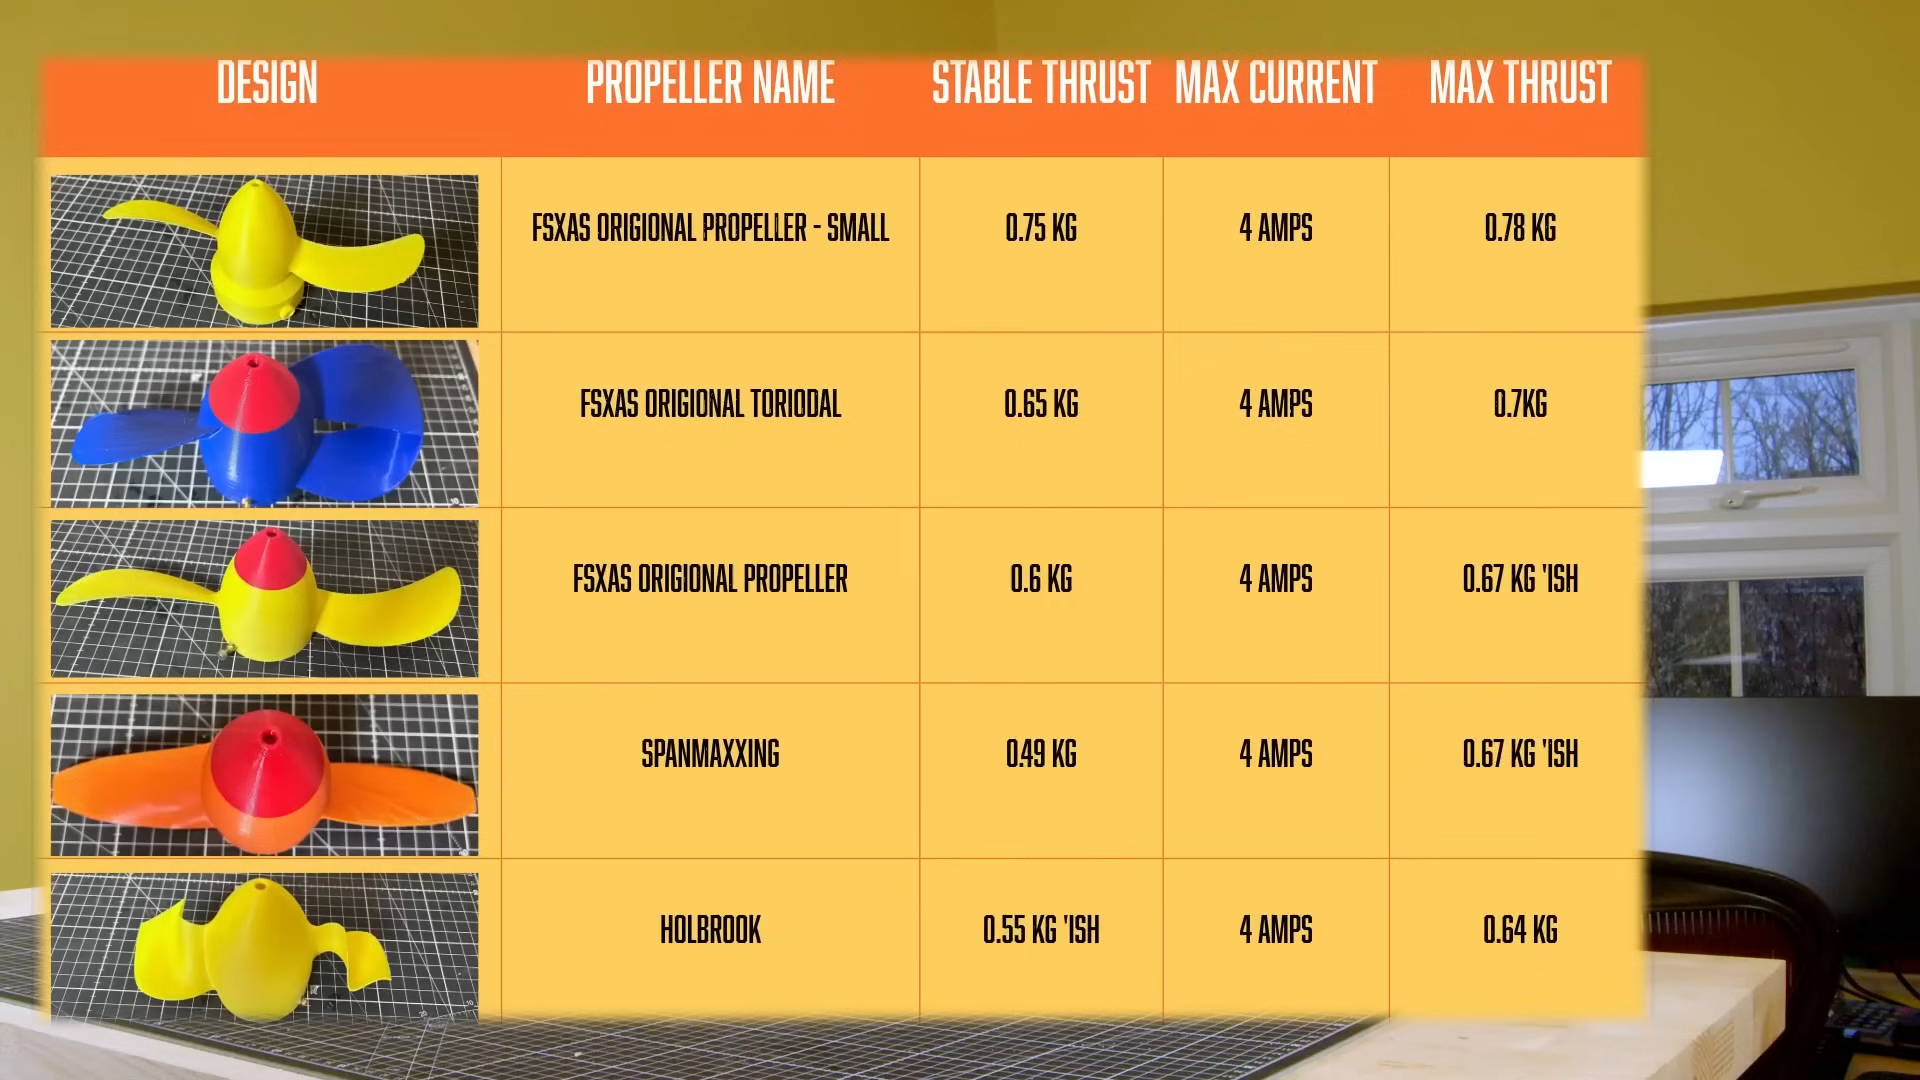 DESIGN PROPELLER NAME STABLE THRUST MAX CURRENT MAX THRUST
FSXAS ORIGIONAL PROPELLER - SMALL 0.75 KG 4 AMPS 0.78 KG
FSXAS ORIGIONAL TORIODAL 0.65 KG 4 AMPS 0.7KG
FSXAS ORIGIONAL PROPELLER 0.6 KG 4 AMPS 0.67 KG 'ISH
SPANMAXXING 0.49 KG 4 AMPS 0.67 KG 'ISH
HOLBROOK 0.55 KG 'ISH 4 AMPS 0.64 KG